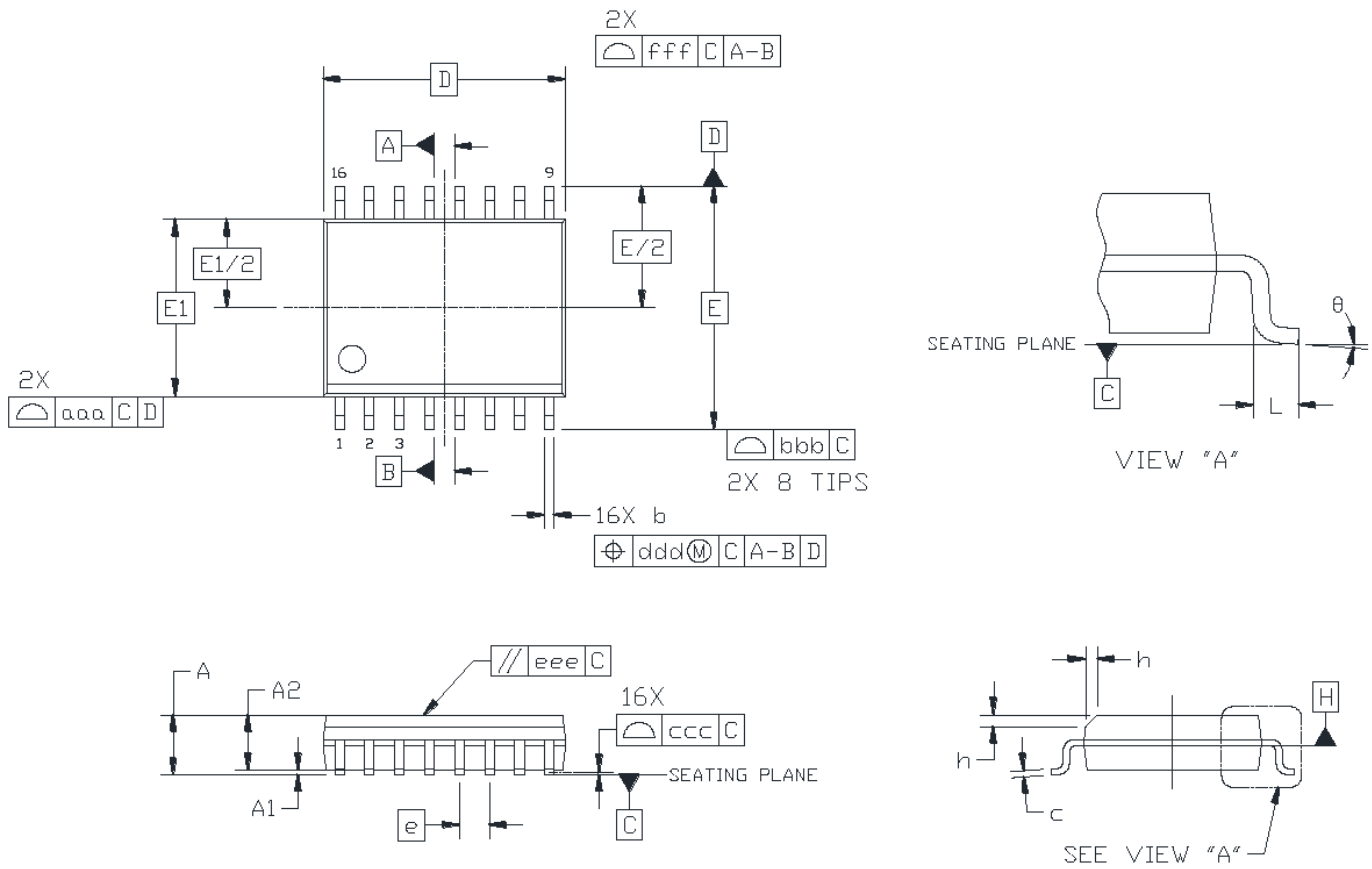 2X
fff C A-B
D
A
D
16 9
E1/2
E/2
E1
E
2X
aaa C D
1 2 3
B
bbb C
2X 8 TIPS
16X b
ddd Ⓜ C A-B D
θ
SEATING PLANE
C
L
VIEW "A"
// eee C
A
A2
16X
ccc C
SEATING PLANE
A1
e
C
h
H
h
c
SEE VIEW "A"